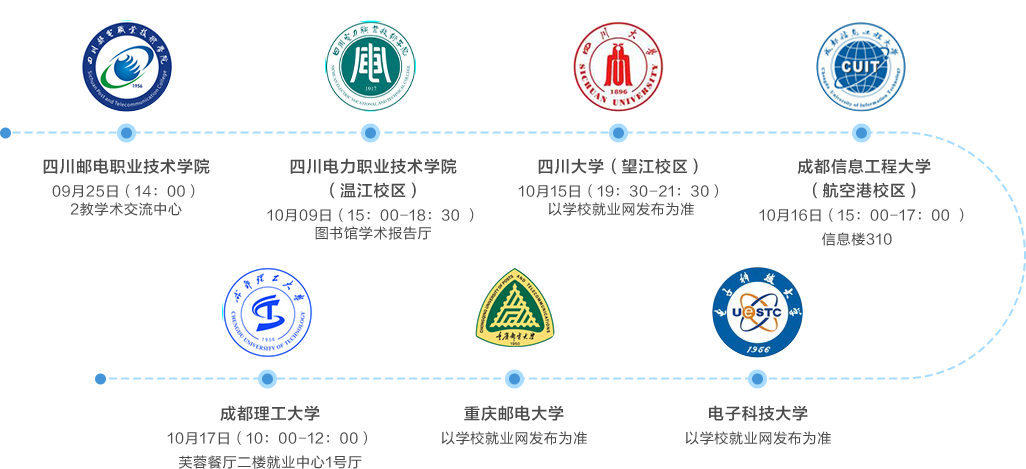 四川邮电职业技术学院
Sichuan Post and Telecommunication College
1956
四川电力职业技术学院
SICHUAN ELECTRIC VOCATIONAL AND TECHNICAL COLLEGE
1917
四川大学
1896
SICHUAN UNIVERSITY
成都信息工程大学
CUIT
Chengdu University of Information Technology
四川邮电职业技术学院
09月25日（14：00）
2教学术交流中心
四川电力职业技术学院
（温江校区）
10月09日（15：00-18：30 ）
图书馆学术报告厅
四川大学（望江校区）
10月15日（19：30-21：30）
以学校就业网发布为准
成都信息工程大学
（航空港校区）
10月16日（15：00-17：00 ）
信息楼310
成都理工大学
1956
CHENGDU UNIVERSITY OF TECHNOLOGY
CHONGQING UNIVERSITY OF POSTS AND TELECOMMUNICATIONS
重庆邮电大学
1950
电子科技大学
UESTC
1956
成都理工大学
10月17日（10：00-12：00）
芙蓉餐厅二楼就业中心1号厅
重庆邮电大学
以学校就业网发布为准
电子科技大学
以学校就业网发布为准